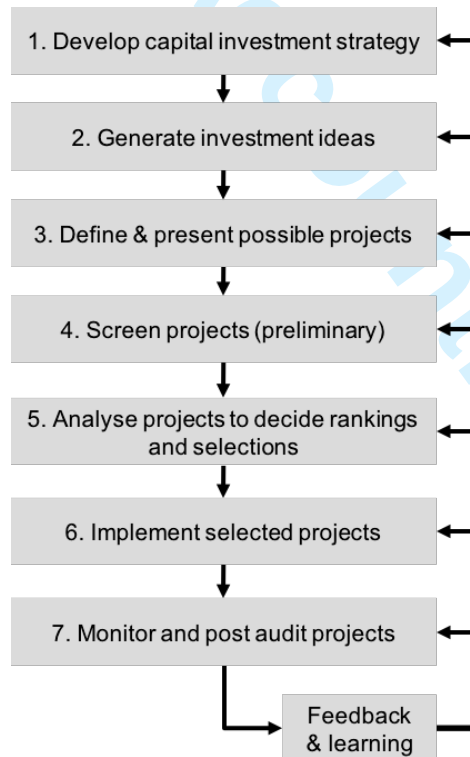 1. Develop capital investment strategy
2. Generate investment ideas
3. Define & present possible projects
4. Screen projects (preliminary)
5. Analyse projects to decide rankings
and selections
6. Implement selected projects
7. Monitor and post audit projects
Feedback
& learning